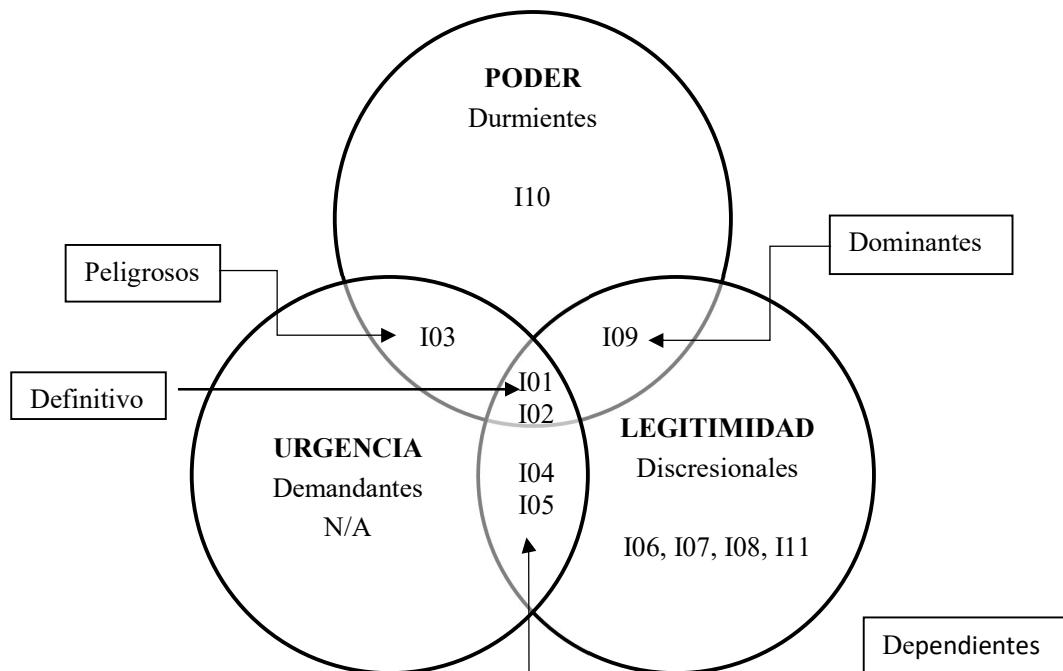 PODER
Durmientes
I10
Dominantes
Peligrosos
I03
I09
I01
Definitivo
I02
URGENCIA
Demandantes
N/A
LEGITIMIDAD
Discresionales
I04
I05
I06, I07, I08, I11
Dependientes